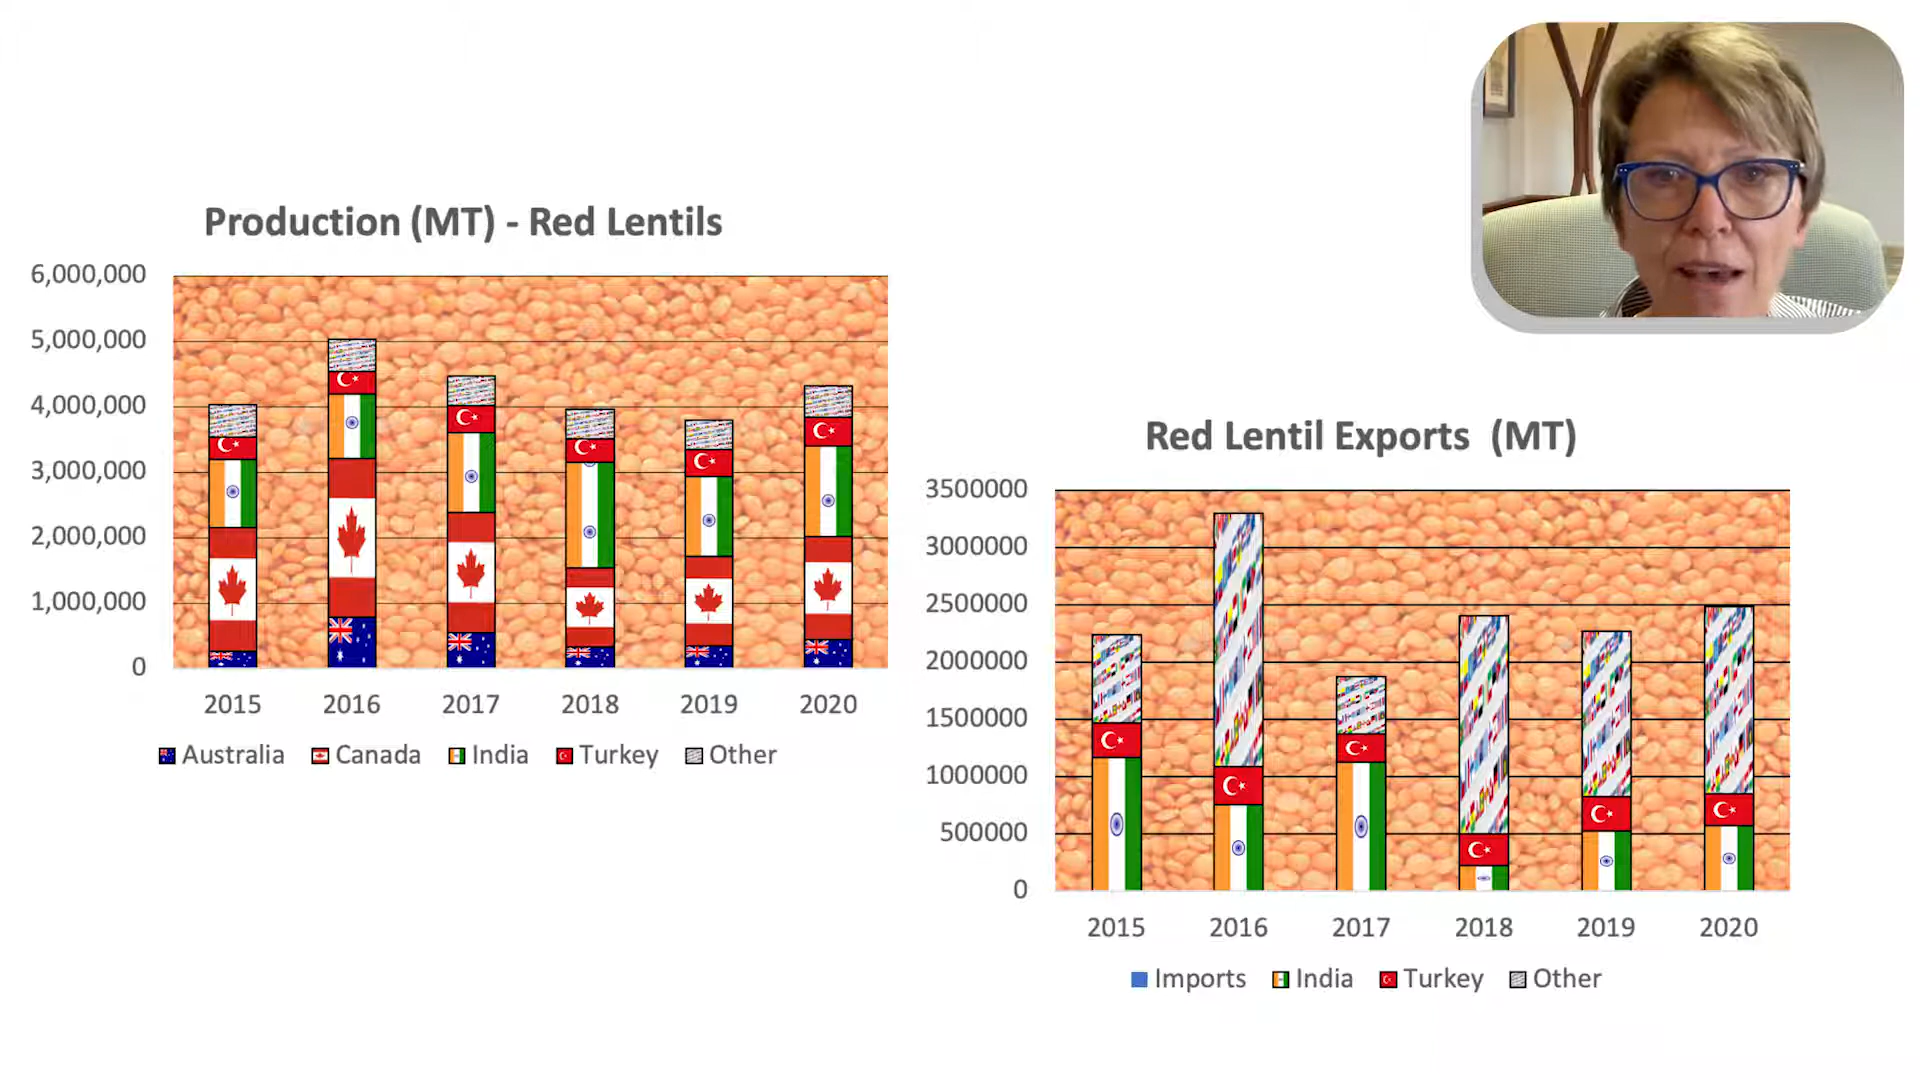 Production (MT) - Red Lentils
6,000,000
5,000,000
4,000,000
3,000,000
2,000,000
1,000,000
0
2015 2016 2017 2018 2019 2020
Australia Canada India Turkey Other
Red Lentil Exports (MT)
3500000
3000000
2500000
2000000
1500000
1000000
500000
0
2015 2016 2017 2018 2019 2020
Imports India Turkey Other